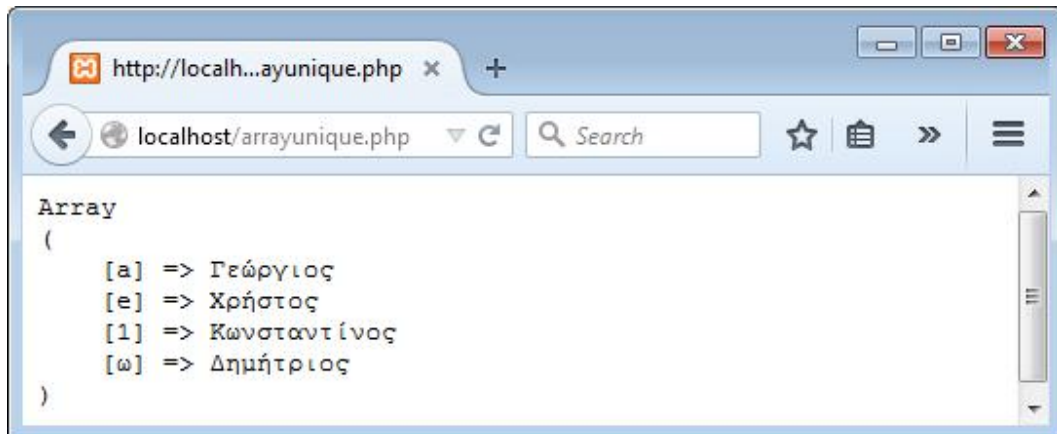 http://localh...ayunique.php
localhost/arrayunique.php
Search
Array
(
[a] => Γεώργιος
[e] => Χρήστος
[1] => Κωνσταντίνος
[ω] => Δημήτριος
)